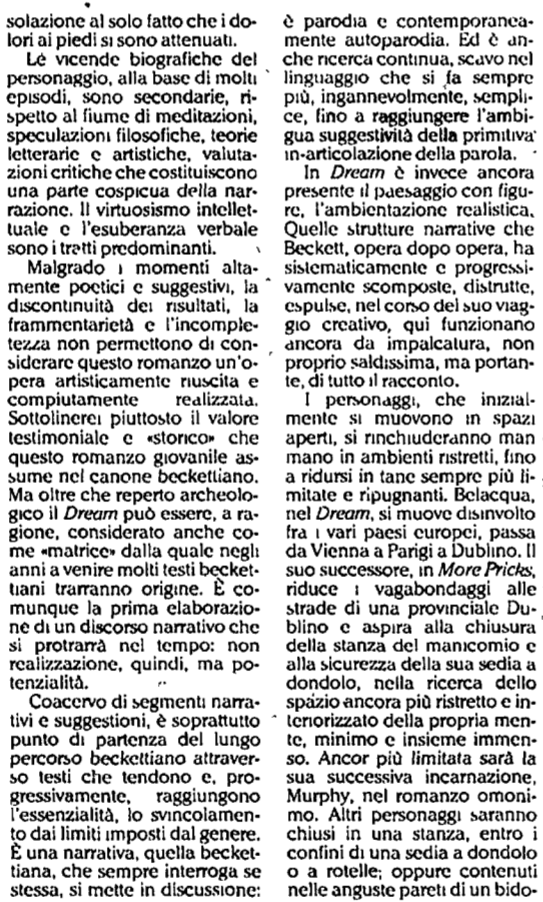 solazione al solo fatto che i do-
lori ai piedi si sono attenuati.
Le vicende biografiche del
personaggio, alla base di molti
episodi, sono secondarie, ri-
spetto al fiume di meditazioni,
speculazioni filosofiche, teorie
letterarie e artistiche, valuta-
zioni critiche che costituiscono
una parte cospicua della nar-
razione. Il virtuosismo intellet-
tuale e l'esuberanza verbale
sono i tratti predominanti.
Malgrado i momenti alta-
mente poetici e suggestivi, la
discontinuità dei risultati, la
frammentarietà e l'incomple-
tezza non permettono di con-
siderare questo romanzo un'o-
pera artisticamente riuscita e
compiutamente realizzata.
Sottolinerei piuttosto il valore
testimoniale e «storico» che
questo romanzo giovanile as-
sume nel canone beckettiano.
Ma oltre che reperto archeolo-
gico il Dream può essere, a ra-
gione, considerato anche co-
me «matrice» dalla quale negli
anni a venire molti testi becket-
tiani trarranno origine. È co-
munque la prima elaborazio-
ne di un discorso narrativo che
si protrarrà nel tempo: non
realizzazione, quindi, ma po-
tenzialità.
Coacervo di segmenti narra-
tivi e suggestioni, è soprattutto
punto di partenza del lungo
percorso beckettiano attraver-
so testi che tendono e, pro-
gressivamente, raggiungono
l'essenzialità, lo svincolamen-
to dai limiti imposti dal genere.
È una narrativa, quella becket-
tiana, che sempre interroga se
stessa, si mette in discussione:
è parodia e contemporanea-
mente autoparodia. Ed è an-
che ricerca continua, scavo nel
linguaggio che si fa sempre
più, ingannevolmente, sempli-
ce, fino a raggiungere l'ambi-
gua suggestività della primitiva
in-articolazione della parola.
In Dream è invece ancora
presente il paesaggio con figu-
re, l'ambientazione realistica.
Quelle strutture narrative che
Beckett, opera dopo opera, ha
sistematicamente e progressi-
vamente scomposte, distrutte,
espulse, nel corso del suo viag-
gio creativo, qui funzionano
ancora da impalcatura, non
proprio saldissima, ma portan-
te, di tutto il racconto.
I personaggi, che inizial-
mente si muovono in spazi
aperti, si rinchiuderanno man
mano in ambienti ristretti, fino
a ridursi in tane sempre più li-
mitate e ripugnanti. Belacqua,
nel Dream, si muove disinvolto
fra i vari paesi europei, passa
da Vienna a Parigi a Dublino. Il
suo successore, in More Pricks,
riduce i vagabondaggi alle
strade di una provinciale Du-
blino e aspira alla chiusura
della stanza del manicomio e
alla sicurezza della sua sedia a
dondolo, nella ricerca dello
spazio ancora più ristretto e in-
teriorizzato della propria men-
te, minimo e insieme immen-
so. Ancor più limitata sarà la
sua successiva incarnazione,
Murphy, nel romanzo omoni-
mo. Altri personaggi saranno
chiusi in una stanza, entro i
confini di una sedia a dondolo
o a rotelle; oppure contenuti
nelle anguste pareti di un bido-